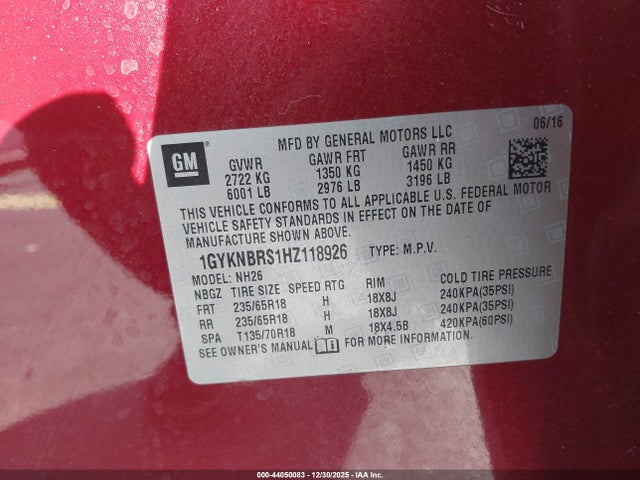 GM
MFD BY GENERAL MOTORS LLC 06/16
GVWR GAWR FRT GAWR RR
2722 KG 1350 KG 1450 KG
6001 LB 2976 LB 3196 LB
THIS VEHICLE CONFORMS TO ALL APPLICABLE U.S. FEDERAL MOTOR
VEHICLE SAFETY STANDARDS IN EFFECT ON THE DATE OF
MANUFACTURE SHOWN ABOVE.
1GYKNBRS1HZ118926 TYPE: M.P.V.
MODEL: NH26
NBGZ TIRE SIZE SPEED RTG RIM COLD TIRE PRESSURE
FRT 235/65R18 H 18X8J 240KPA(35PSI)
RR 235/65R18 H 18X8J 240KPA(35PSI)
SPA T135/70R18 M 18X4.5B 420KPA(60PSI)
SEE OWNER'S MANUAL FOR MORE INFORMATION.
000-44050083 - 12/30/2025 - IAA Inc.